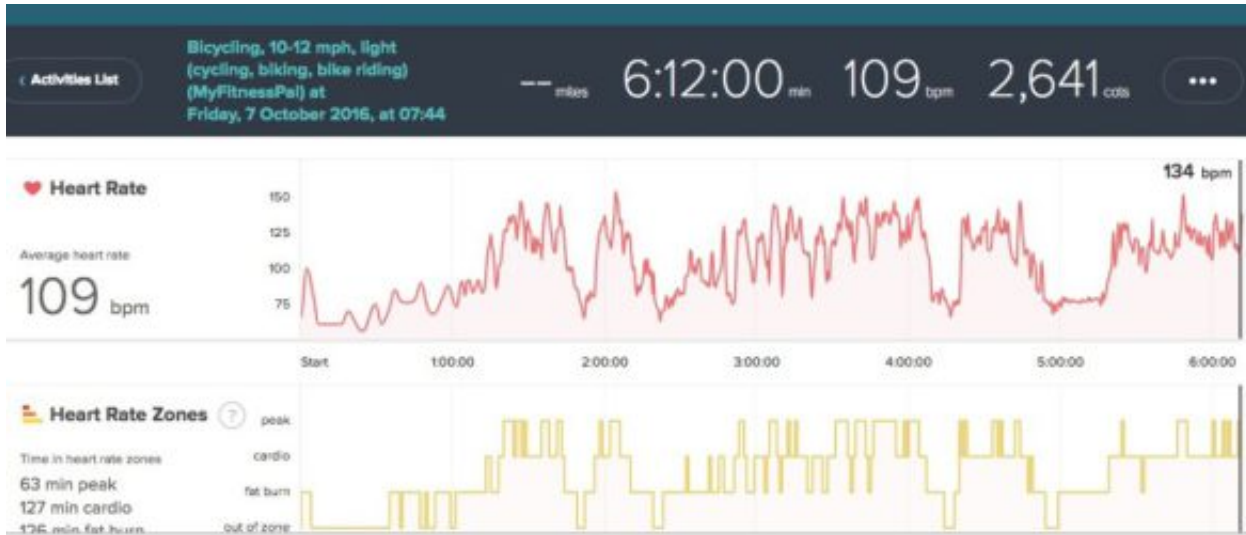 ‹ Activities List
Bicycling, 10-12 mph, light
(cycling, biking, bike riding)
(MyFitnessPal) at
Friday, 7 October 2016, at 07:44
-- miles 6:12:00 min 109 bpm 2,641 cals •••
Heart Rate
Average heart rate
109 bpm
134 bpm
150
125
100
75
Start 1:00:00 2:00:00 3:00:00 4:00:00 5:00:00 6:00:00
Heart Rate Zones ?
Time in heart rate zones
63 min peak
127 min cardio
126 min fat burn
peak
cardio
fat burn
out of zone